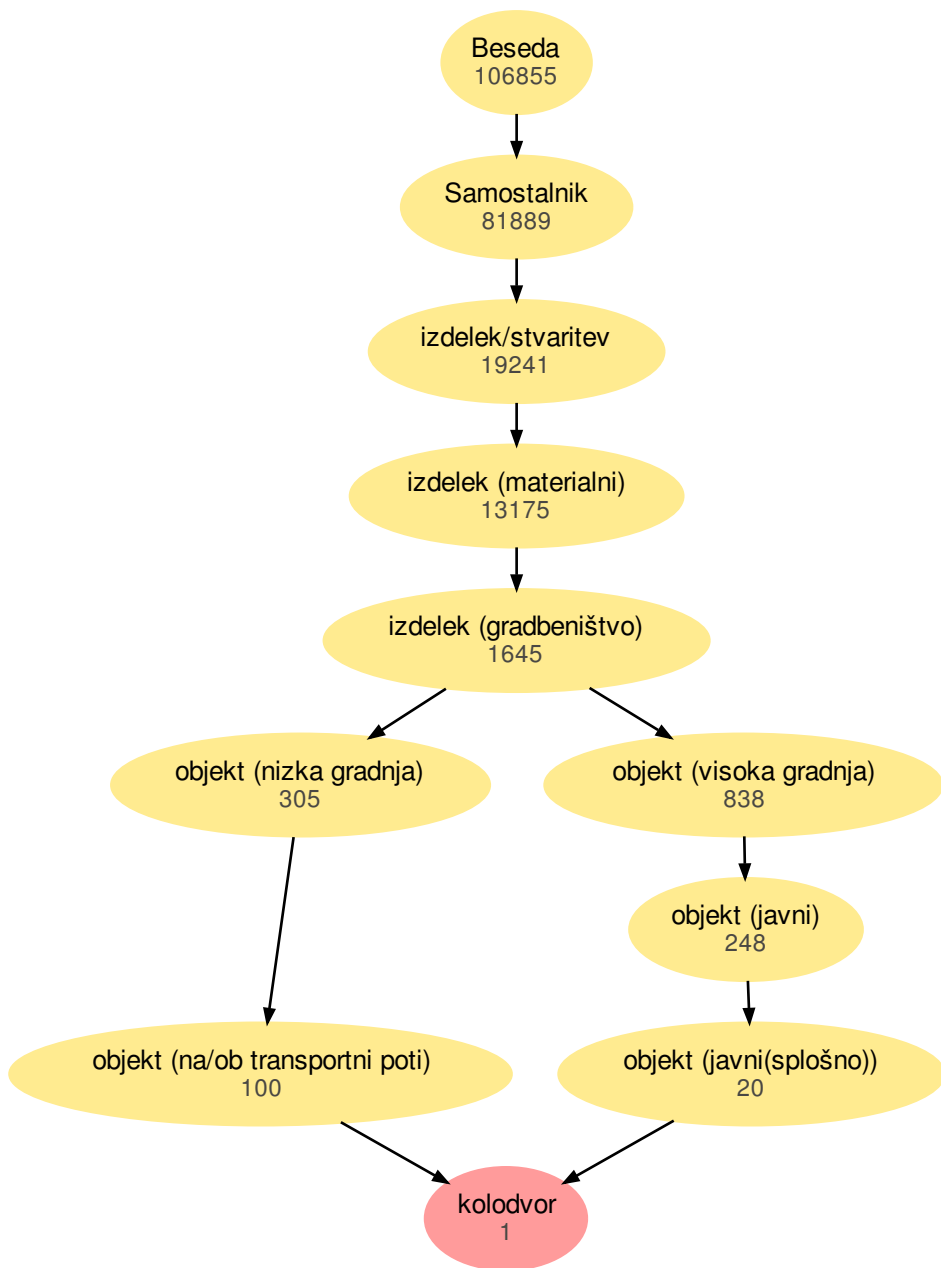 Beseda
106855
Samostalnik
81889
izdelek/stvaritev
19241
izdelek (materialni)
13175
izdelek (gradbeništvo)
1645
objekt (nizka gradnja)
305
objekt (visoka gradnja)
838
objekt (javni)
248
objekt (na/ob transportni poti)
100
objekt (javni(splošno))
20
kolodvor
1